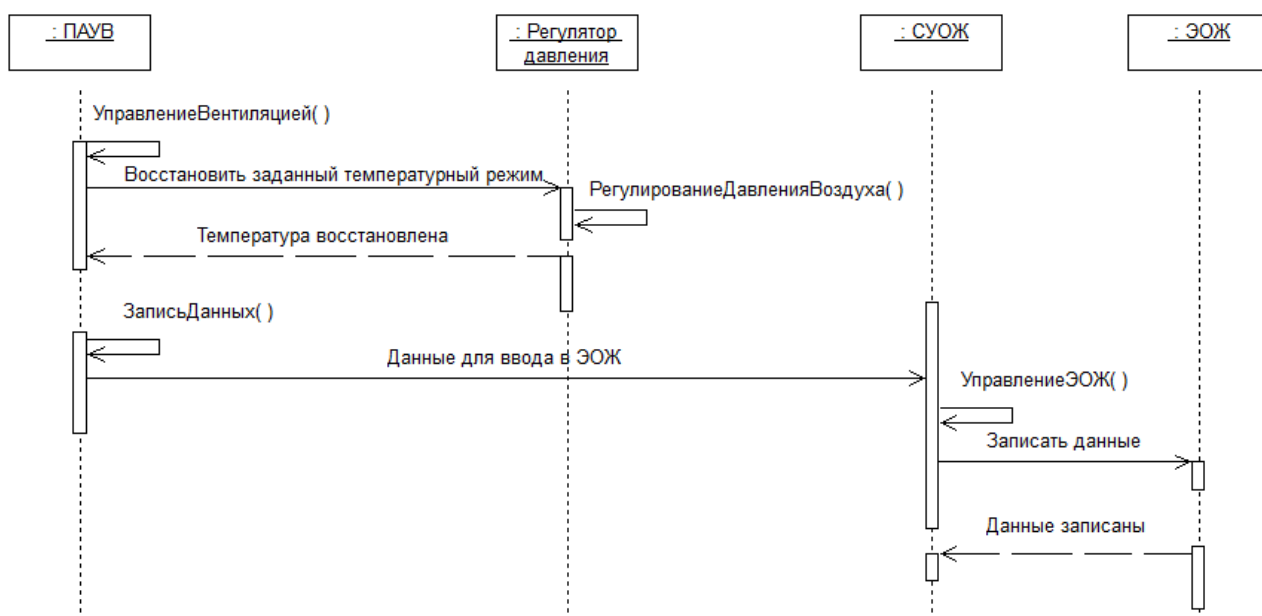 : ПАУВ
: Регулятор
давления
: СУОЖ
: ЭОЖ
УправлениеВентиляцией( )
Восстановить заданный температурный режим
РегулированиеДавленияВоздуха( )
Температура восстановлена
ЗаписьДанных( )
Данные для ввода в ЭОЖ
УправлениеЭОЖ( )
Записать данные
Данные записаны